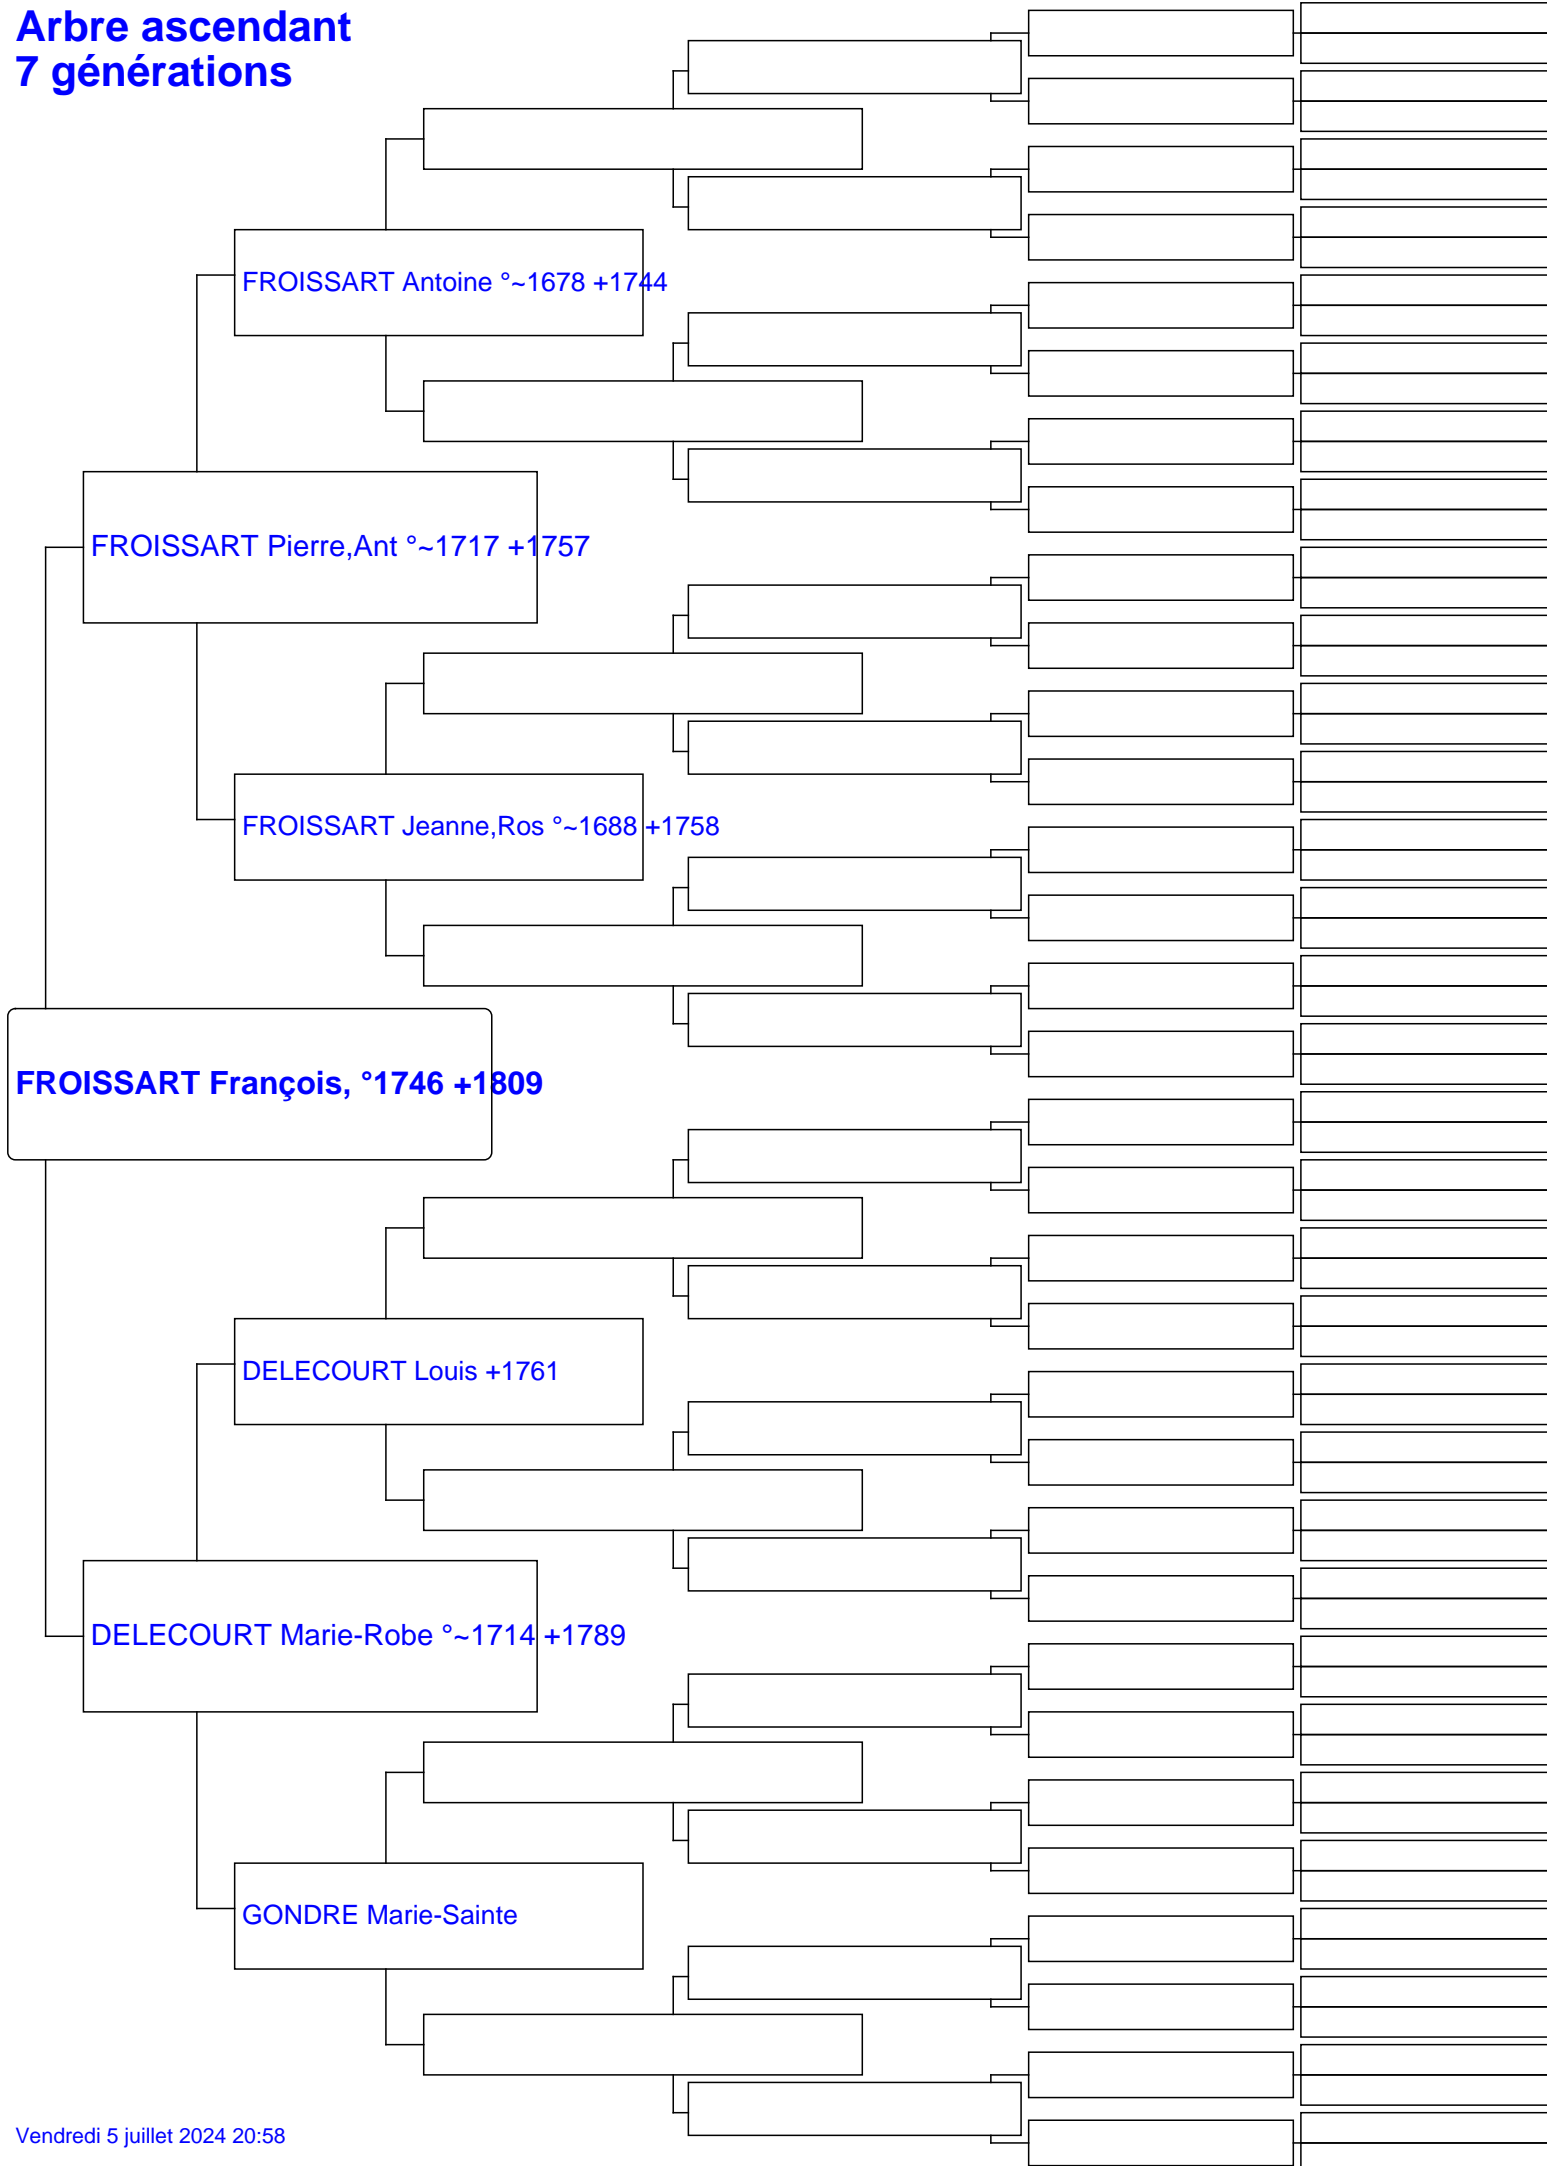 Arbre ascendant
7 générations
FROISSART Antoine °~1678 +1744
FROISSART Pierre,Ant °~1717 +1757
FROISSART Jeanne,Ros °~1688 +1758
FROISSART François, °1746 +1809
DELECOURT Louis +1761
DELECOURT Marie-Robe °~1714 +1789
GONDRE Marie-Sainte
Vendredi 5 juillet 2024 20:58